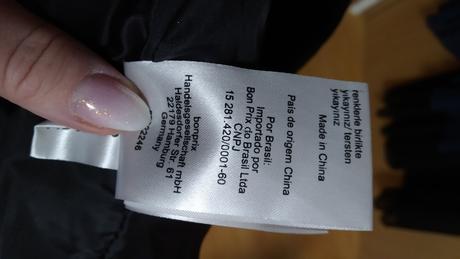 renklerle birlikte
yıkayınız/ tersten
yıkayınız
Made in China
Pais de origem China
Por Brasil:
Importado por
Bon Prix do Brasil Ltda
CNPJ
15 281.420/0001-60
bonprix
Handelsgesellschaft mbH
Haldesdorfer Str. 61
22179 Hamburg
Germany